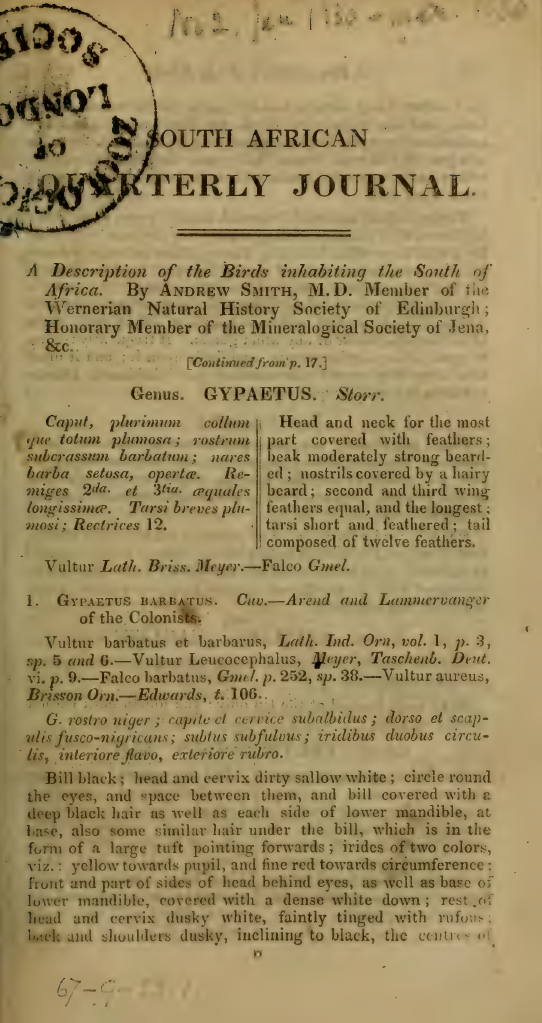 SOUTH AFRICAN
QUARTERLY JOURNAL.
ZOOLOGICAL SOCIETY OF LONDON
A Description of the Birds inhabiting the South of
Africa. By ANDREW SMITH, M.D. Member of the
Wernerian Natural History Society of Edinburgh;
Honorary Member of the Mineralogical Society of Jena,
&c.
[Continued from p. 17.]
Genus. GYPAETUS. Storr.
Caput, plurimum collum
que totum plumosa; rostrum
subcrassum barbatum; nares
barba setosa, opertæ. Re-
miges 2da. et 3tia. æquales
longissimæ. Tarsi breves plu-
mosi; Rectrices 12.
Head and neck for the most
part covered with feathers;
beak moderately strong beard-
ed; nostrils covered by a hairy
beard; second and third wing
feathers equal, and the longest;
tarsi short and feathered; tail
composed of twelve feathers.
Vultur Lath. Briss. Meyer.—Falco Gmel.
1. GYPAETUS BARBATUS. Cuv.—Arend and Lammervanger
of the Colonists.
Vultur barbatus et barbarus, Lath. Ind. Orn, vol. 1, p. 3,
sp. 5 and 6.—Vultur Leucocephalus, Meyer, Taschenb. Deut.
vi. p. 9.—Falco barbatus, Gmel. p. 252, sp. 38.—Vultur aureus,
Brisson Orn.—Edwards, t. 106.
G. rostro niger; capite et cervice subalbidus; dorso et scap-
ulis fusco-nigricans; subtus subfulvus; iridibus duobus circu-
lis, interiore flavo, exteriore rubro.
Bill black; head and cervix dirty sallow white; circle round
the eyes, and space between them, and bill covered with a
deep black hair as well as each side of lower mandible, at
base, also some similar hair under the bill, which is in the
form of a large tuft pointing forwards; irides of two colors,
viz.: yellow towards pupil, and fine red towards circumference;
front and part of sides of head behind eyes, as well as base of
lower mandible, covered with a dense white down; rest of
head and cervix dusky white, faintly tinged with rufous;
back and shoulders dusky, inclining to black, the centres of